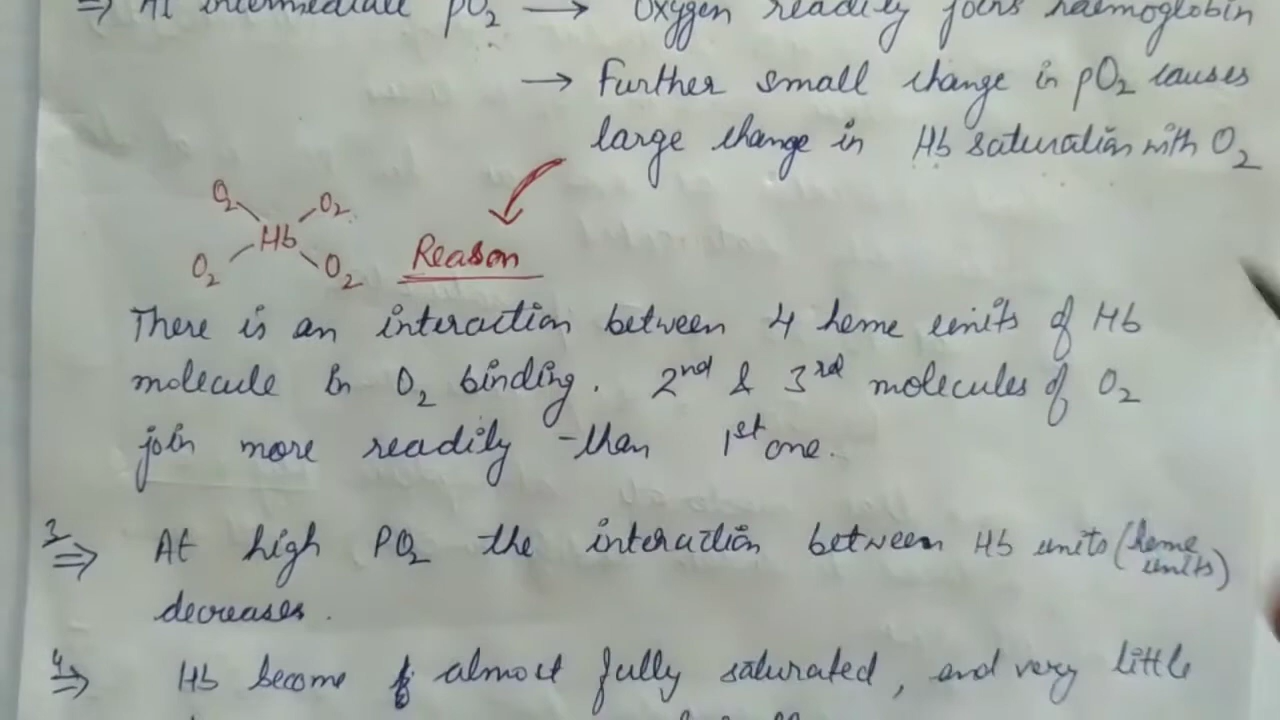 ⇒ At intermediate pO2 → Oxygen readily joins haemoglobin
→ Further small change in pO2 causes
large change in Hb saturation with O2
O2 O2
Hb
O2 O2
Reason
There is an interaction between 4 heme units of Hb
molecule in O2 binding. 2nd & 3rd molecules of O2
join more readily than 1st one.
3⇒ At high PO2 the interaction between Hb units (heme units)
decreases.
4⇒ Hb become almost fully saturated, and very little